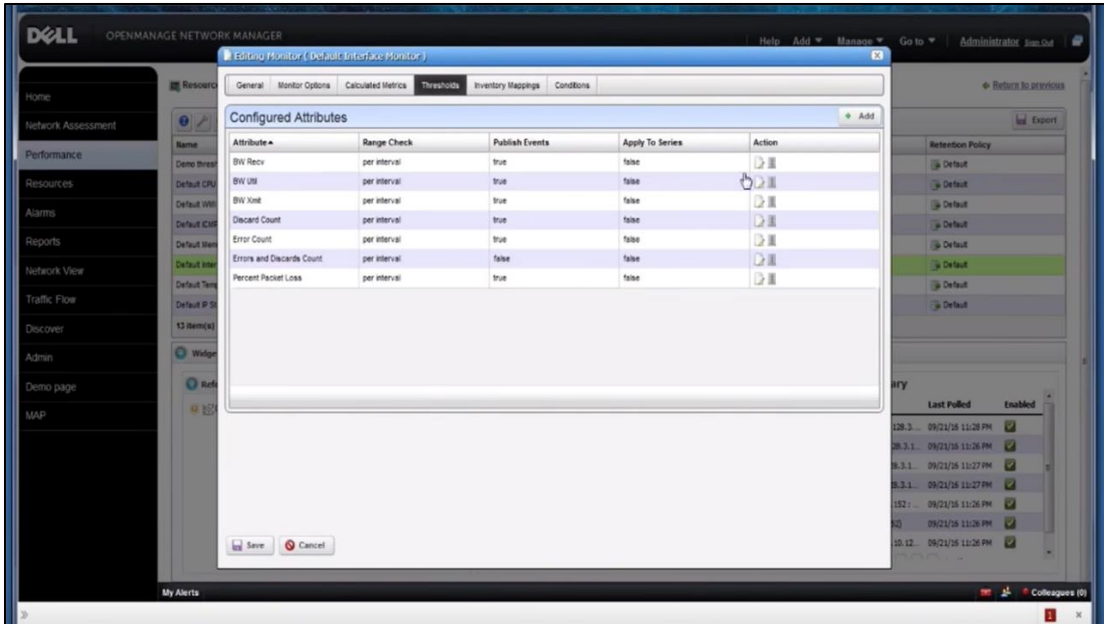 DELL OPENMANAGE NETWORK MANAGER
Help Add Manage Go to Administrator Sign Out
Editing Monitor ( Default Interface Monitor )
Return to previous
General Monitor Options Calculated Metrics Thresholds Inventory Mappings Conditions
Home
Network Assessment
Performance
Resources
Alarms
Reports
Network View
Traffic Flow
Discover
Admin
Demo page
MAP
Export
Configured Attributes Add
Attribute Range Check Publish Events Apply To Series Action
BW Recv per interval true false
BW Util per interval true false
BW Xmit per interval true false
Discard Count per interval true false
Error Count per interval true false
Errors and Discards Count per interval false false
Percent Packet Loss per interval true false
Name
Default CPU
13 item(s)
Retention Policy
Default
Default
Default
Default
Default
Default
Default
Default
Last Polled Enabled
128.3... 09/21/16 11:28 PM
28.3.1... 09/21/16 11:26 PM
09/21/16 11:27 PM
09/21/16 11:27 PM
09/21/16 11:26 PM
09/21/16 11:26 PM
09/21/16 11:26 PM
Save Cancel
My Alerts Colleagues (0)
1